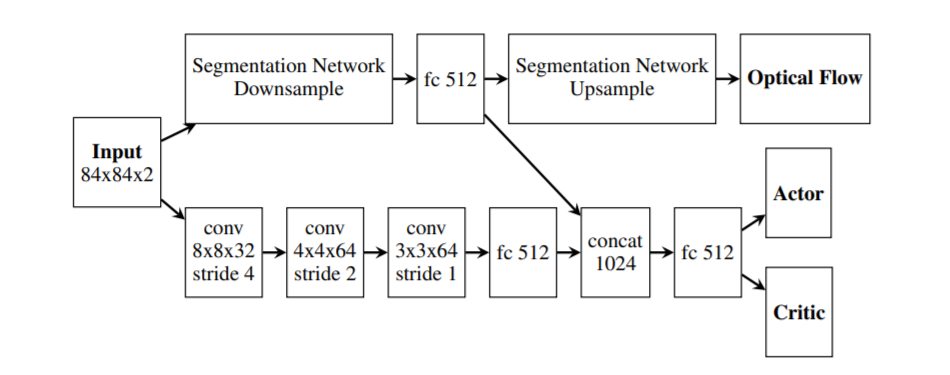 Segmentation Network
Downsample
fc 512
Segmentation Network
Upsample
Optical Flow
Input
84x84x2
Actor
conv
8x8x32
stride 4
conv
4x4x64
stride 2
conv
3x3x64
stride 1
fc 512
concat
1024
fc 512
Critic